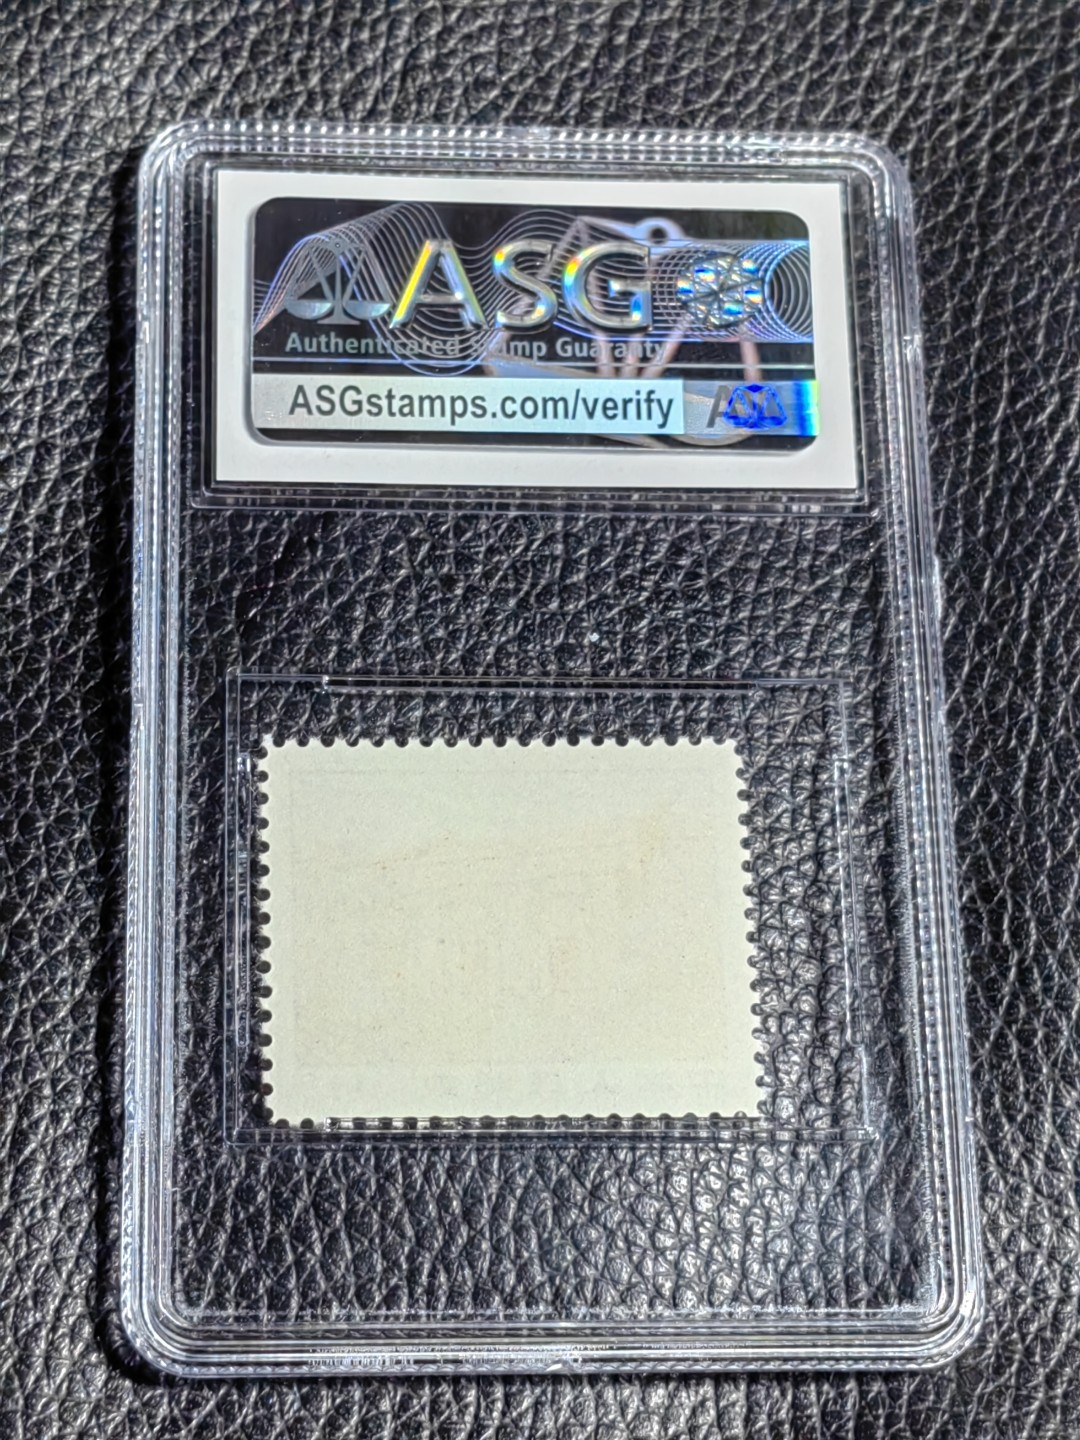 ASG
Authenticated Stamp Guaranty
ASGstamps.com/verify